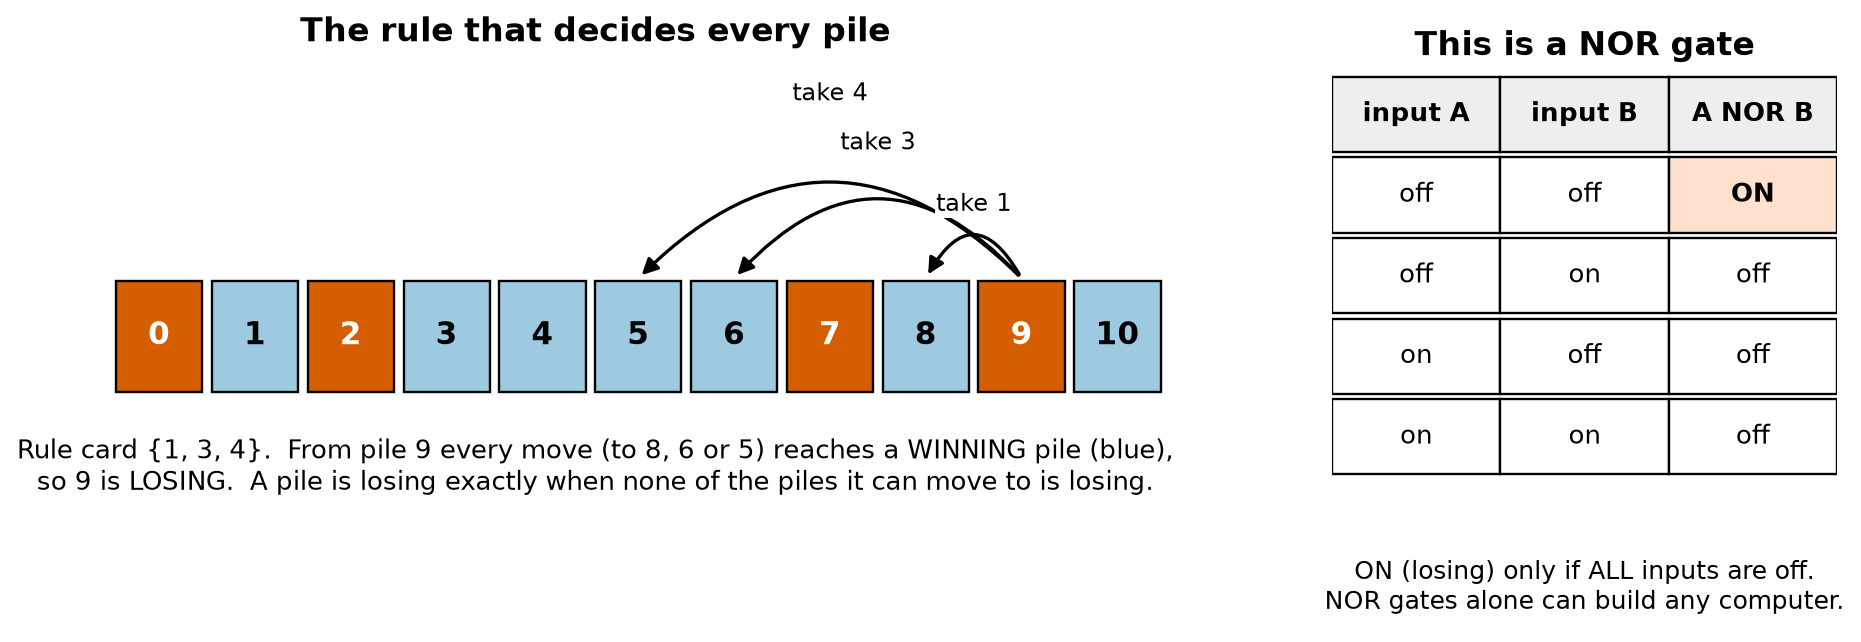 The rule that decides every pile
take 4
take 3
take 1
0 1 2 3 4 5 6 7 8 9 10
Rule card {1, 3, 4}.  From pile 9 every move (to 8, 6 or 5) reaches a WINNING pile (blue),
so 9 is LOSING.  A pile is losing exactly when none of the piles it can move to is losing.
This is a NOR gate
input A input B A NOR B
off off ON
off on off
on off off
on on off
ON (losing) only if ALL inputs are off.
NOR gates alone can build any computer.